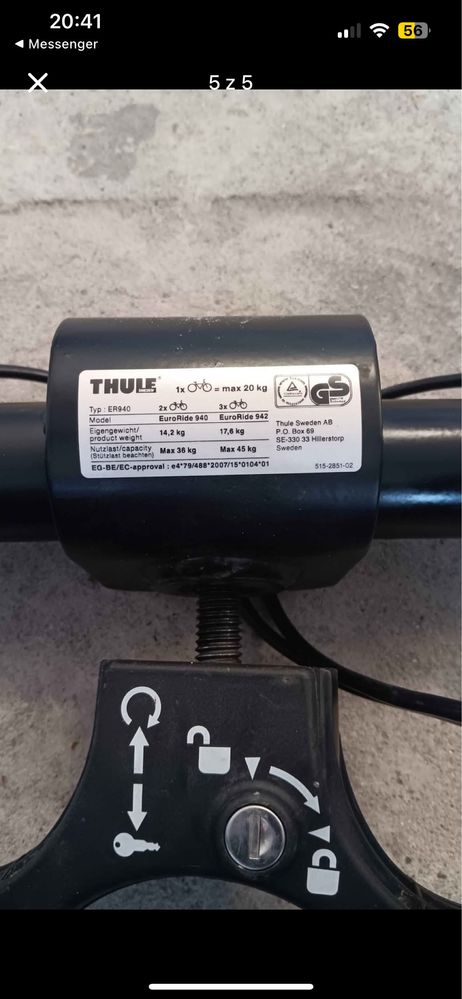 20:41
56
◀ Messenger
5 z 5
THULE SWEDEN 1x = max 20 kg
Typ : ER940 2x 3x
Model EuroRide 940 EuroRide 942
Eigengewicht/ product weight 14,2 kg 17,6 kg
Nutzlast/capacity (Stützlast beachten) Max 36 kg Max 45 kg
EG-BE/EC-approval : e4*79/488*2007/15*0104*01
GS
Thule Sweden AB
P.O. Box 69
SE-330 33 Hillerstorp
Sweden
515-2851-02